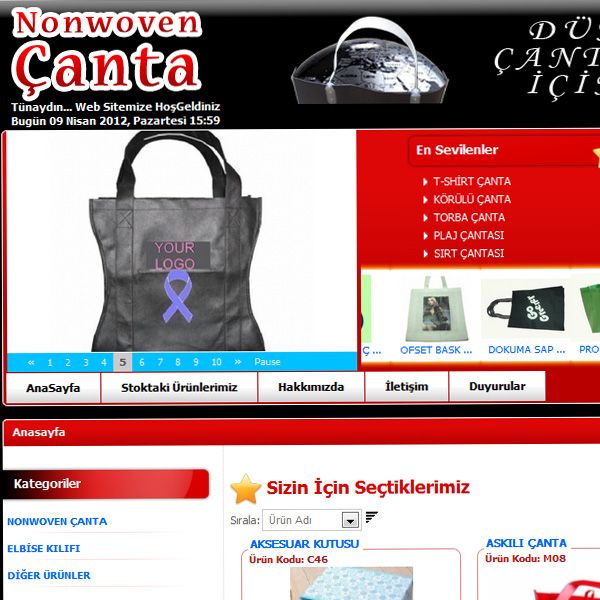 Nonwoven
Çanta
DÜ
ÇANT
İÇİ
Tünaydın... Web Sitemize HoşGeldiniz
Bugün 09 Nisan 2012, Pazartesi 15:59
YOUR
LOGO
En Sevilenler
T-SHİRT ÇANTA
KÖRÜLÜ ÇANTA
TORBA ÇANTA
PLAJ ÇANTASI
SIRT ÇANTASI
Ç ... OFSET BASK ... DOKUMA SAP ... PRO
« 1 2 3 4 5 6 7 8 9 10 » Pause
AnaSayfa Stoktaki Ürünlerimiz Hakkımızda İletişim Duyurular
Anasayfa
Kategoriler
NONWOVEN ÇANTA
ELBİSE KILIFI
DİĞER ÜRÜNLER
Sizin İçin Seçtiklerimiz
Sırala: Ürün Adı
AKSESUAR KUTUSU
Ürün Kodu: C46
ASKILI ÇANTA
Ürün Kodu: M08